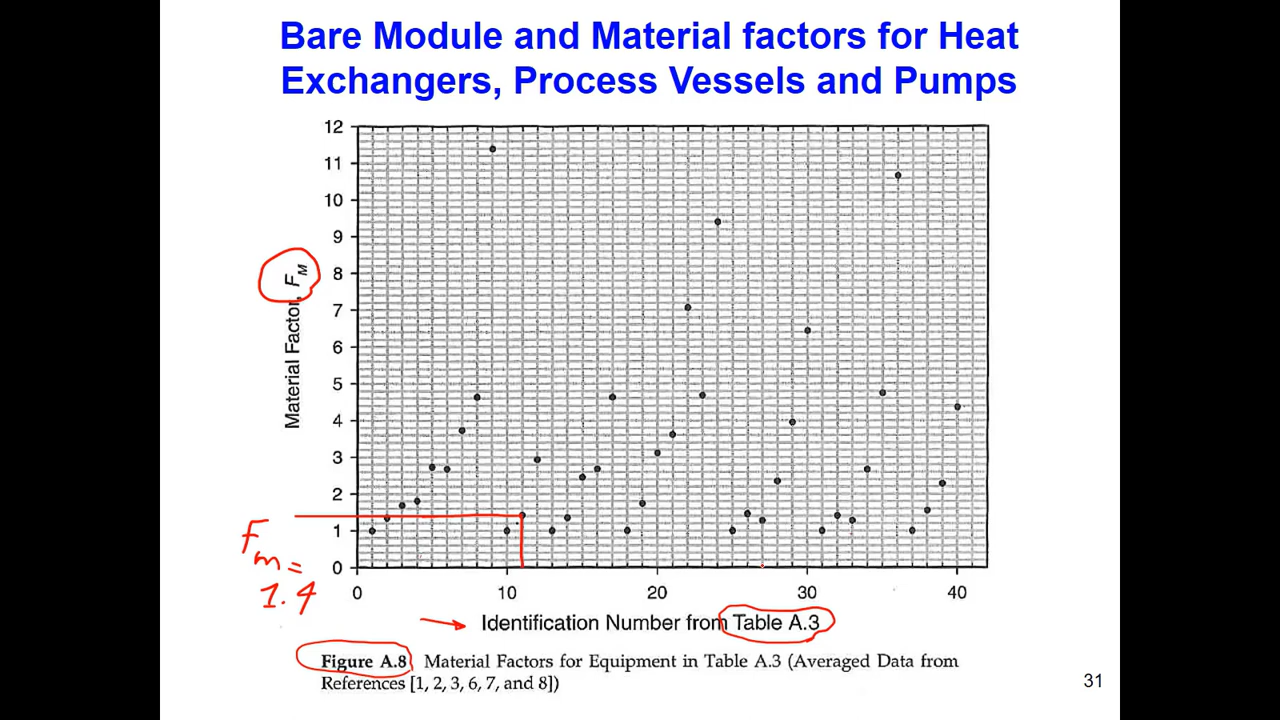 Bare Module and Material factors for Heat
Exchangers, Process Vessels and Pumps
12
11
10
9
8
7
6
5
4
3
2
1
0
Material Factor, FM
Fm =
1.4
0 10 20 30 40
Identification Number from Table A.3
Figure A.8 Material Factors for Equipment in Table A.3 (Averaged Data from
References [1, 2, 3, 6, 7, and 8])
31